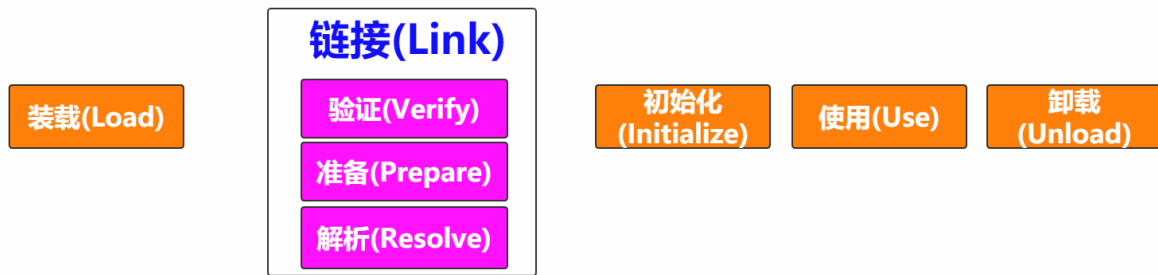 装载(Load)
链接(Link)
验证(Verify)
准备(Prepare)
解析(Resolve)
初始化
(Initialize)
使用(Use)
卸载
(Unload)